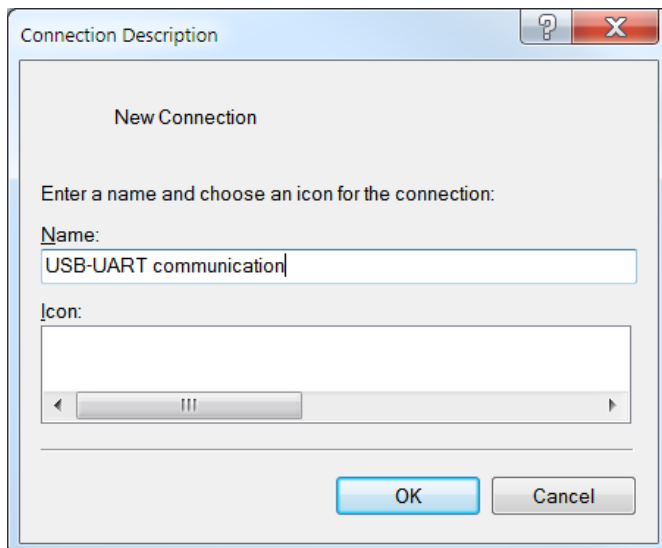 Connection Description
New Connection
Enter a name and choose an icon for the connection:
Name:
USB-UART communication
Icon:
OK
Cancel